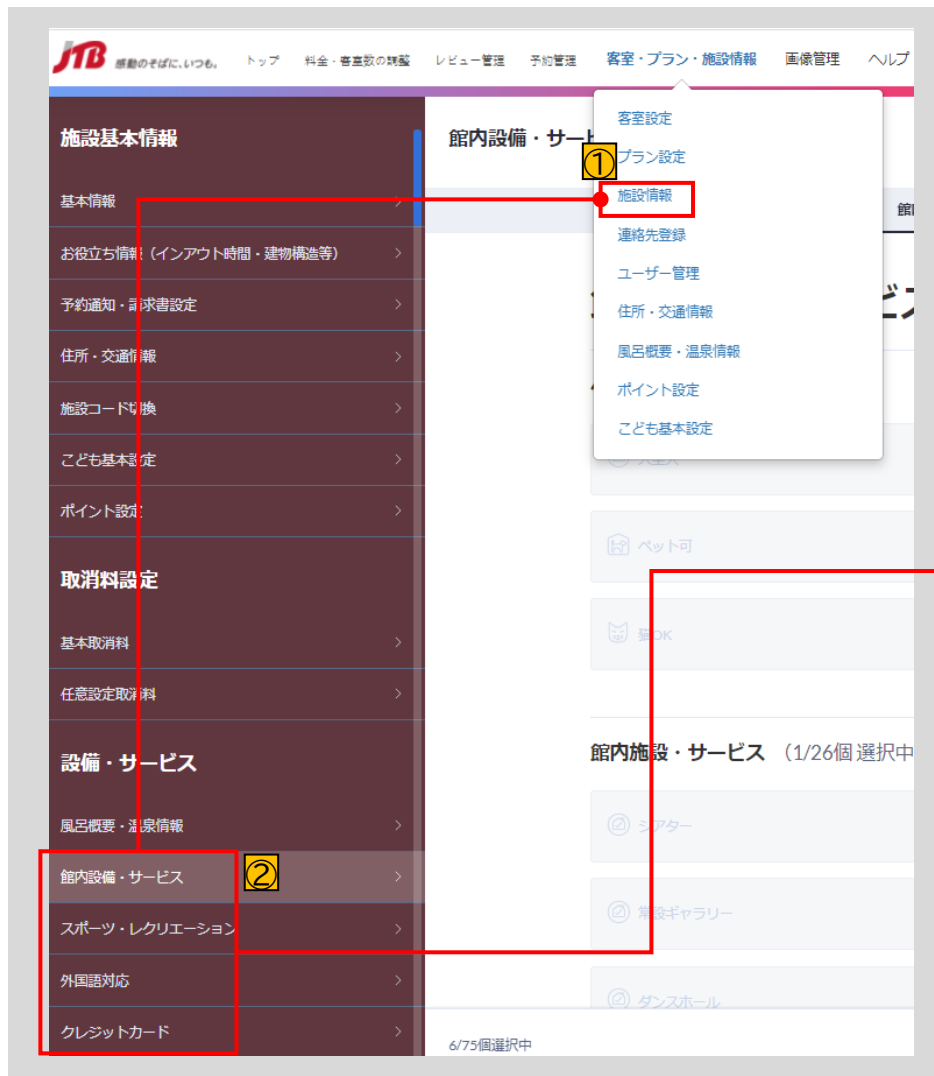 JTB 感動のそばに、いつも。 トップ 料金・客室数の調整 レビュー管理 予約管理 客室・プラン・施設情報 画像管理 ヘルプ
客室設定
プラン設定
①
施設情報
連絡先登録
ユーザー管理
住所・交通情報
風呂概要・温泉情報
ポイント設定
こども基本設定
施設基本情報
基本情報
お役立ち情報（インアウト時間・建物構造等）
予約通知・請求書設定
住所・交通情報
施設コード切換
こども基本設定
ポイント設定
取消料設定
基本取消料
任意設定取消料
設備・サービス
風呂概要・温泉情報
館内設備・サービス
②
スポーツ・レクリエーション
外国語対応
クレジットカード
館内設備・サー
館
ビス
ペット可
猫OK
館内施設・サービス （1/26個 選択中
シアター
常設ギャラリー
ダンスホール
6/75個選択中